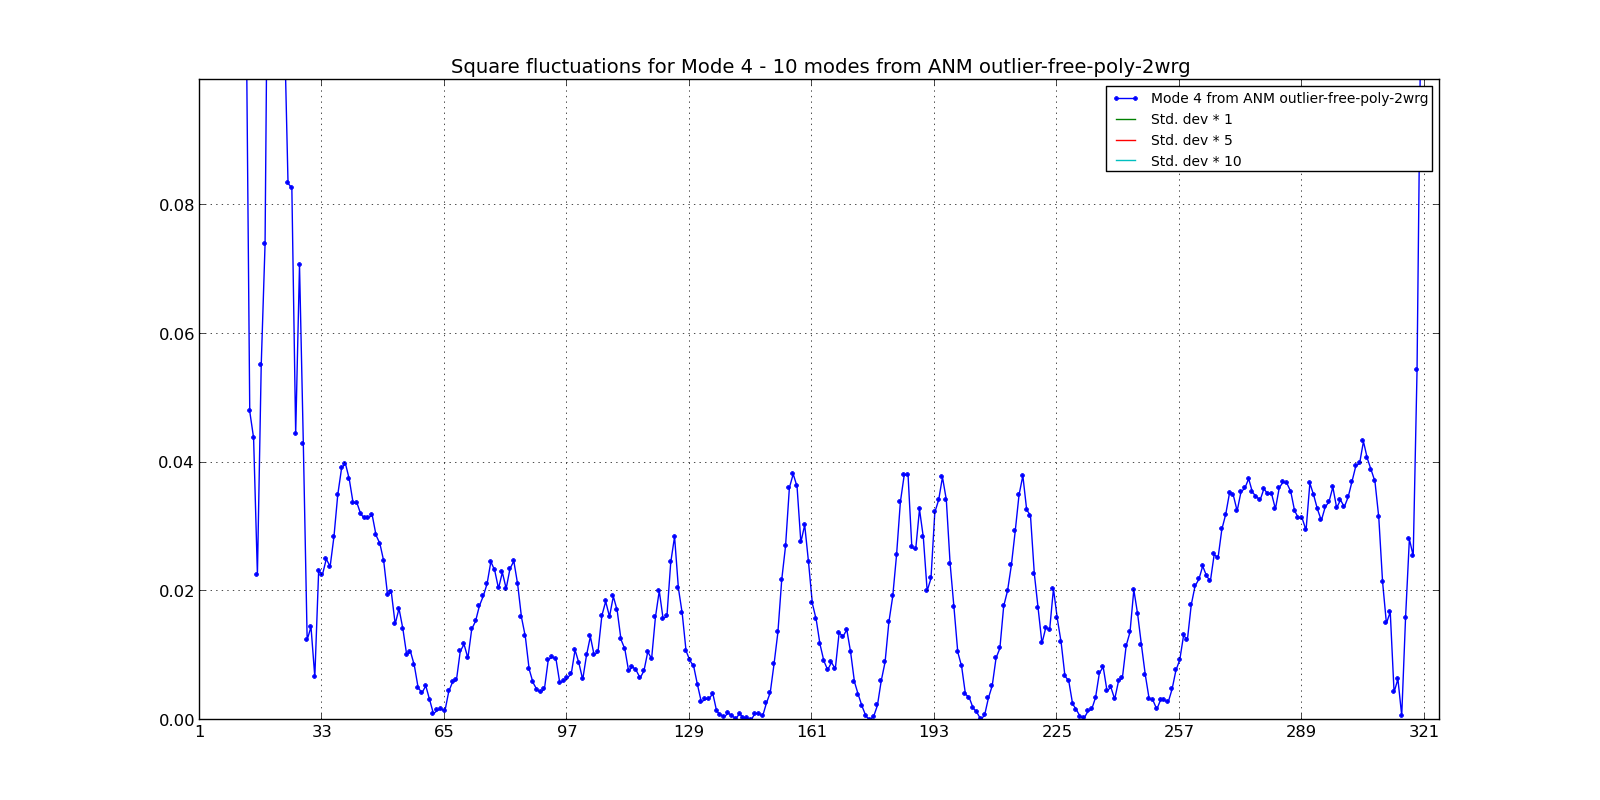 Square fluctuations for Mode 4 - 10 modes from ANM outlier-free-poly-2wrg
Mode 4 from ANM outlier-free-poly-2wrg
Std. dev * 1
Std. dev * 5
Std. dev * 10
0.08
0.06
0.04
0.02
0.00
1 33 65 97 129 161 193 225 257 289 321